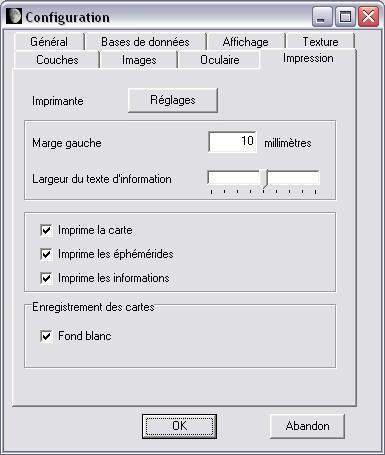 Configuration
Général Bases de données Affichage Texture
Couches Images Oculaire Impression
Imprimante Réglages
Marge gauche 10 millimètres
Largeur du texte d'information
Imprime la carte
Imprime les éphémérides
Imprime les informations
Enregistrement des cartes
Fond blanc
OK Abandon